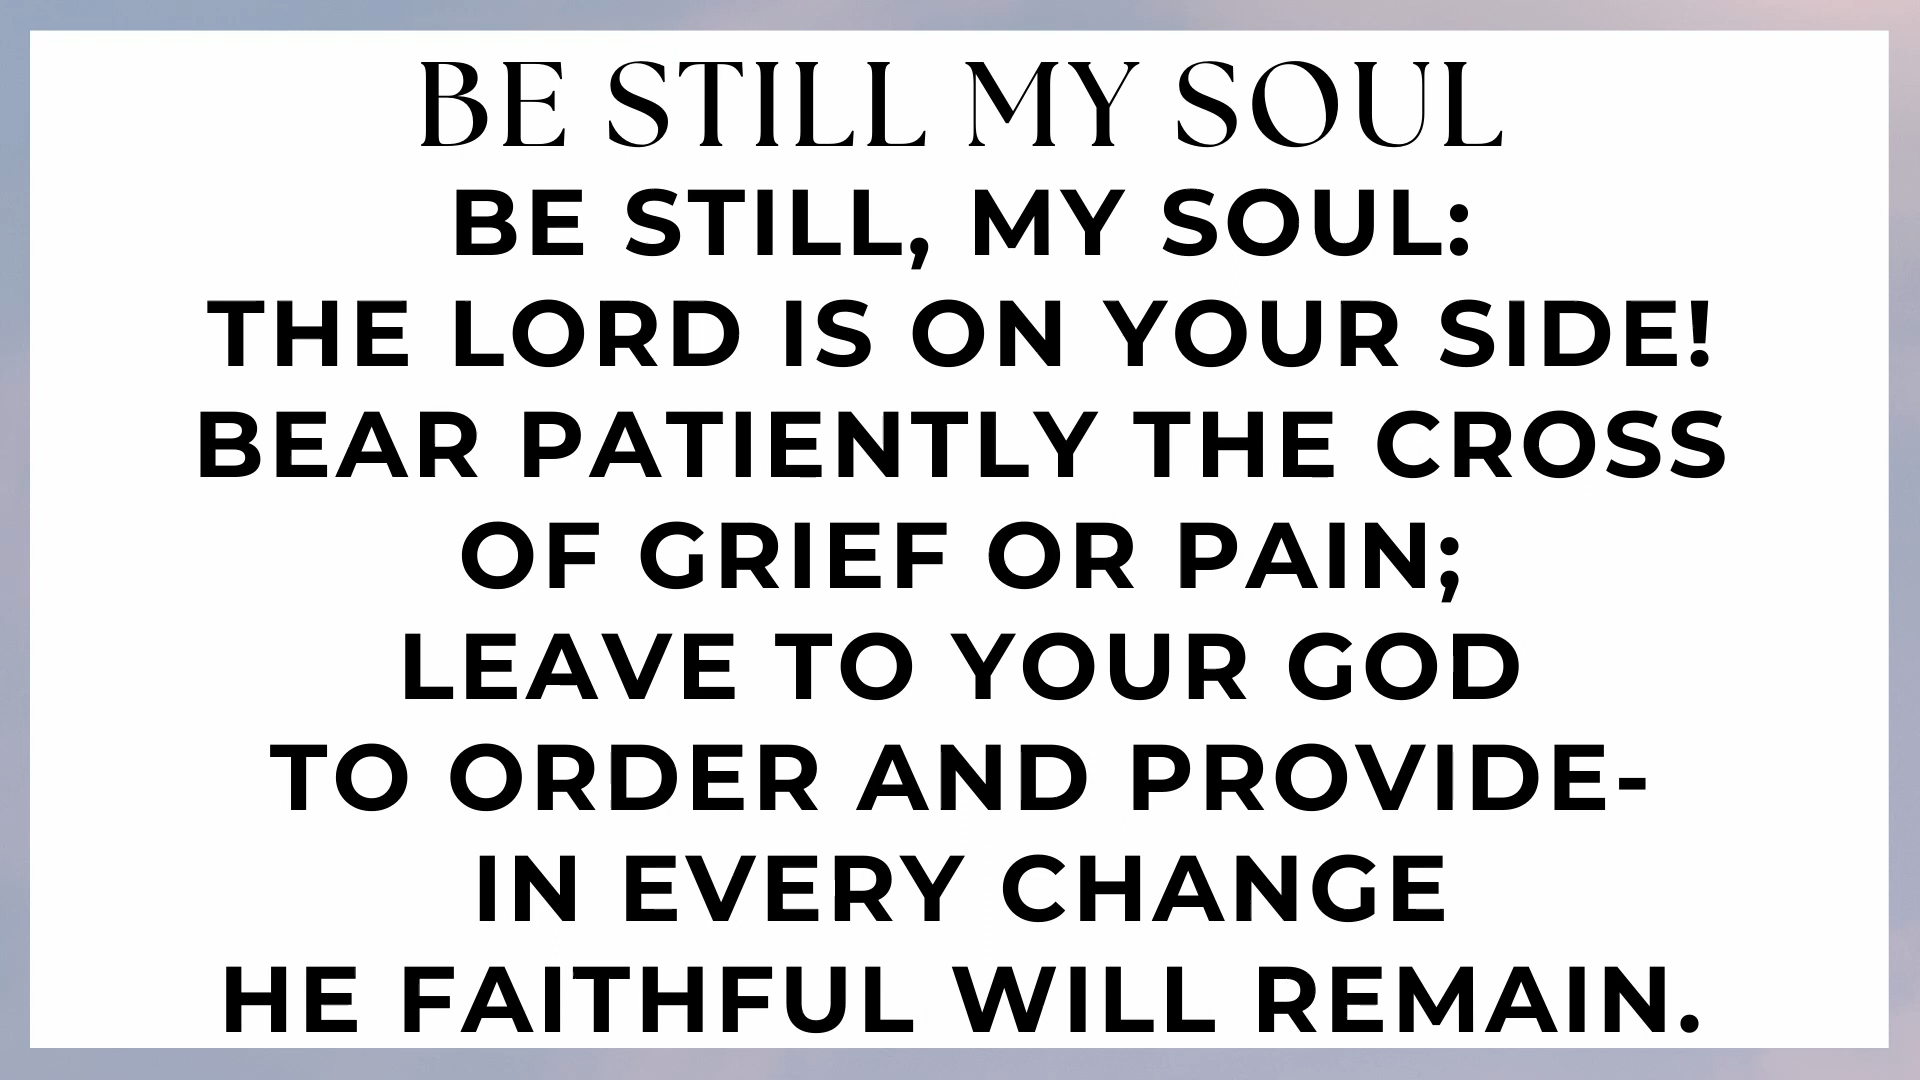 BE STILL MY SOUL
BE STILL, MY SOUL:
THE LORD IS ON YOUR SIDE!
BEAR PATIENTLY THE CROSS
OF GRIEF OR PAIN;
LEAVE TO YOUR GOD
TO ORDER AND PROVIDE-
IN EVERY CHANGE
HE FAITHFUL WILL REMAIN.